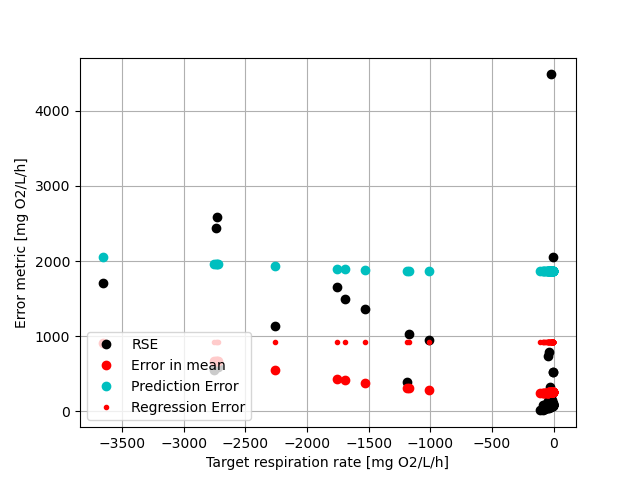 4000
3000
2000
1000
0
Error metric [mg O2/L/h]
RSE
Error in mean
Prediction Error
Regression Error
−3500 −3000 −2500 −2000 −1500 −1000 −500 0
Target respiration rate [mg O2/L/h]